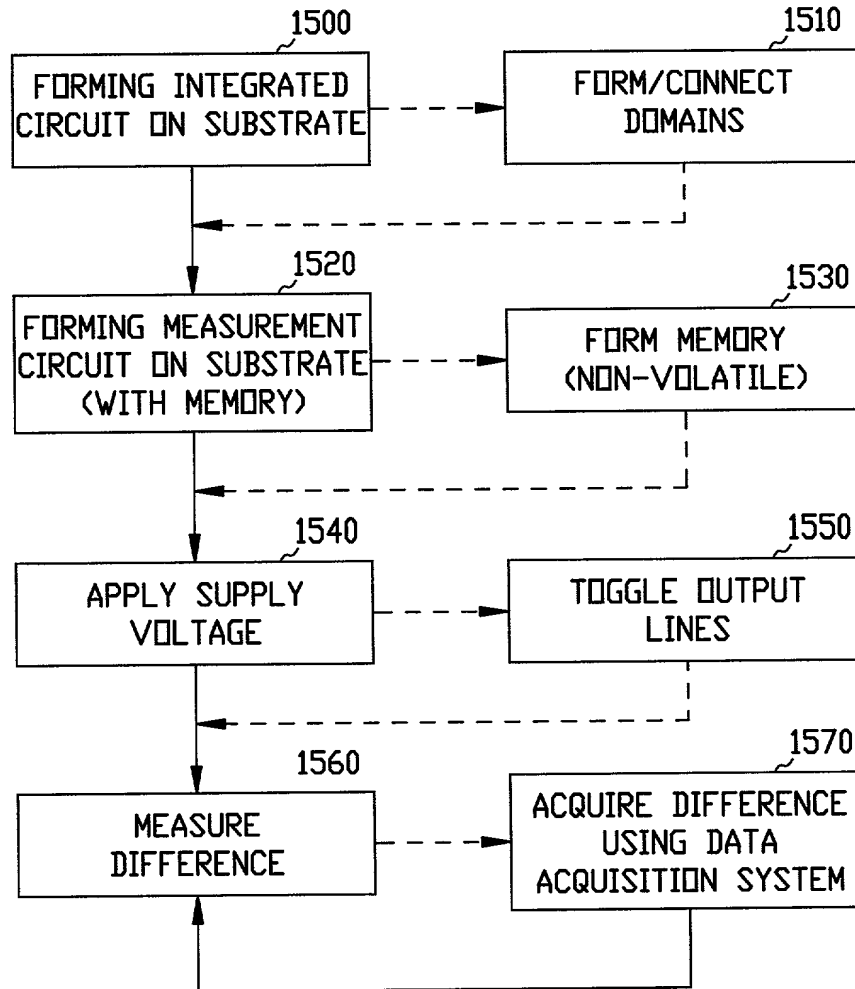 1500
FORMING INTEGRATED
CIRCUIT ON SUBSTRATE
1510
FORM/CONNECT
DOMAINS
1520
FORMING MEASUREMENT
CIRCUIT ON SUBSTRATE
(WITH MEMORY)
1530
FORM MEMORY
(NON-VOLATILE)
1540
APPLY SUPPLY
VOLTAGE
1550
TOGGLE OUTPUT
LINES
1560
MEASURE
DIFFERENCE
1570
ACQUIRE DIFFERENCE
USING DATA
ACQUISITION SYSTEM